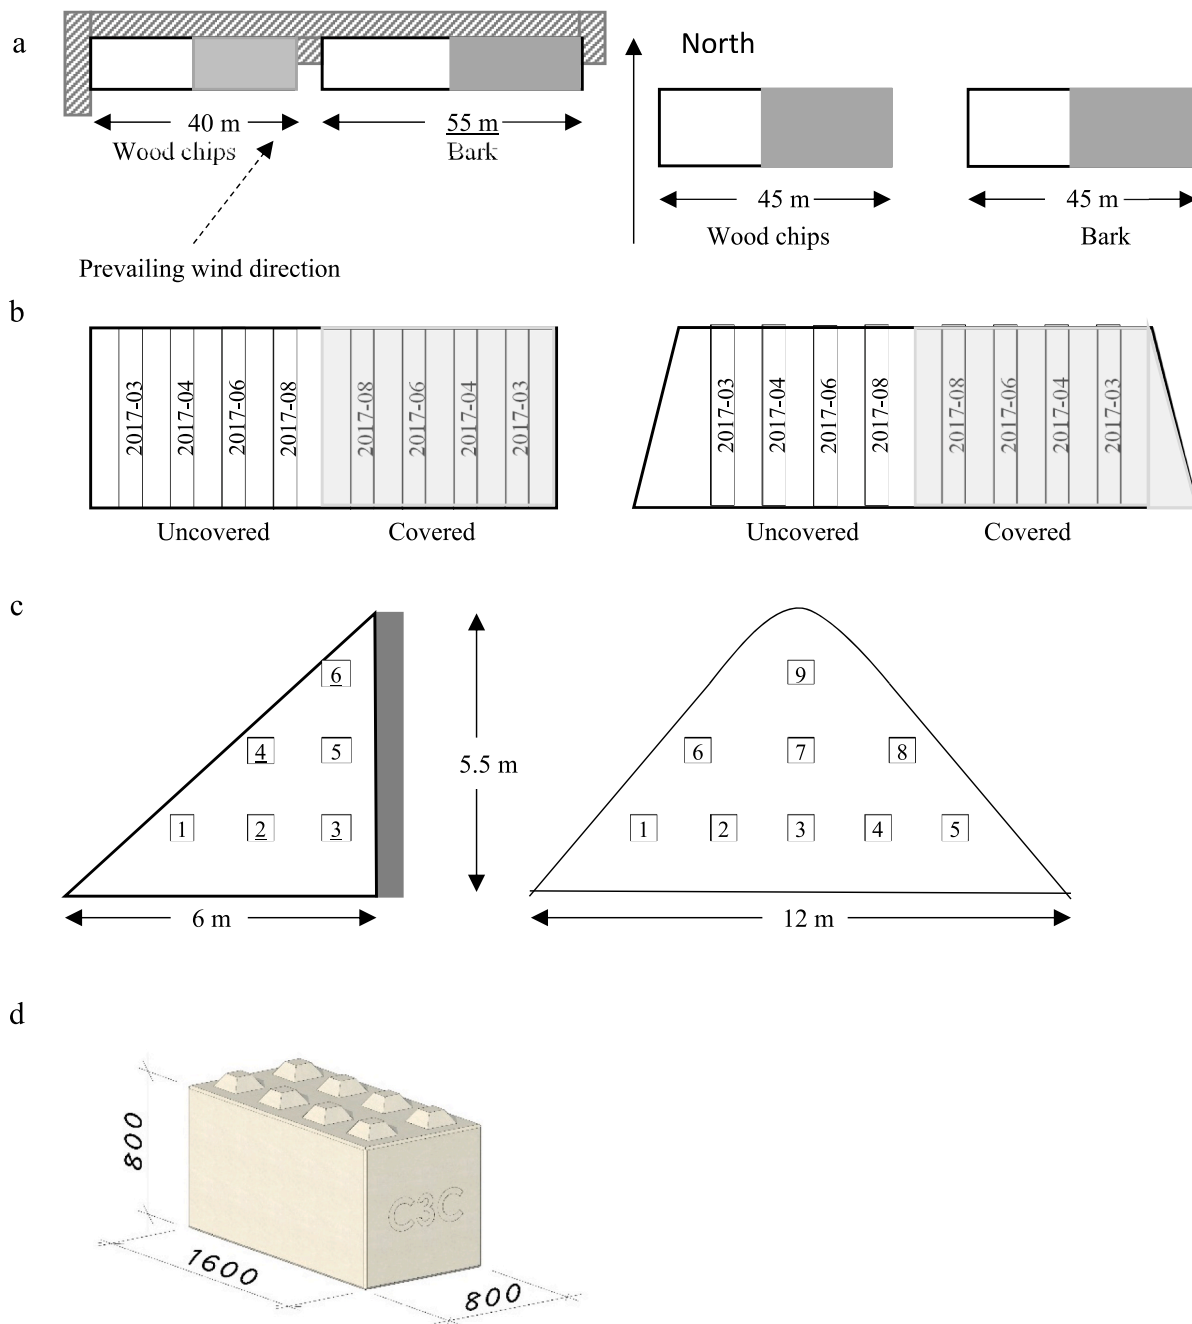 a
North
40 m
55 m
Wood chips
Bark
45 m
45 m
Wood chips
Bark
Prevailing wind direction
b
2017-03
2017-04
2017-06
2017-08
2017-08
2017-06
2017-04
2017-03
2017-03
2017-04
2017-06
2017-08
2017-08
2017-06
2017-04
2017-03
Uncovered
Covered
Uncovered
Covered
c
6
4 5
1 2 3
5.5 m
9
6 7 8
1 2 3 4 5
6 m
12 m
d
800
C3C
1600
800